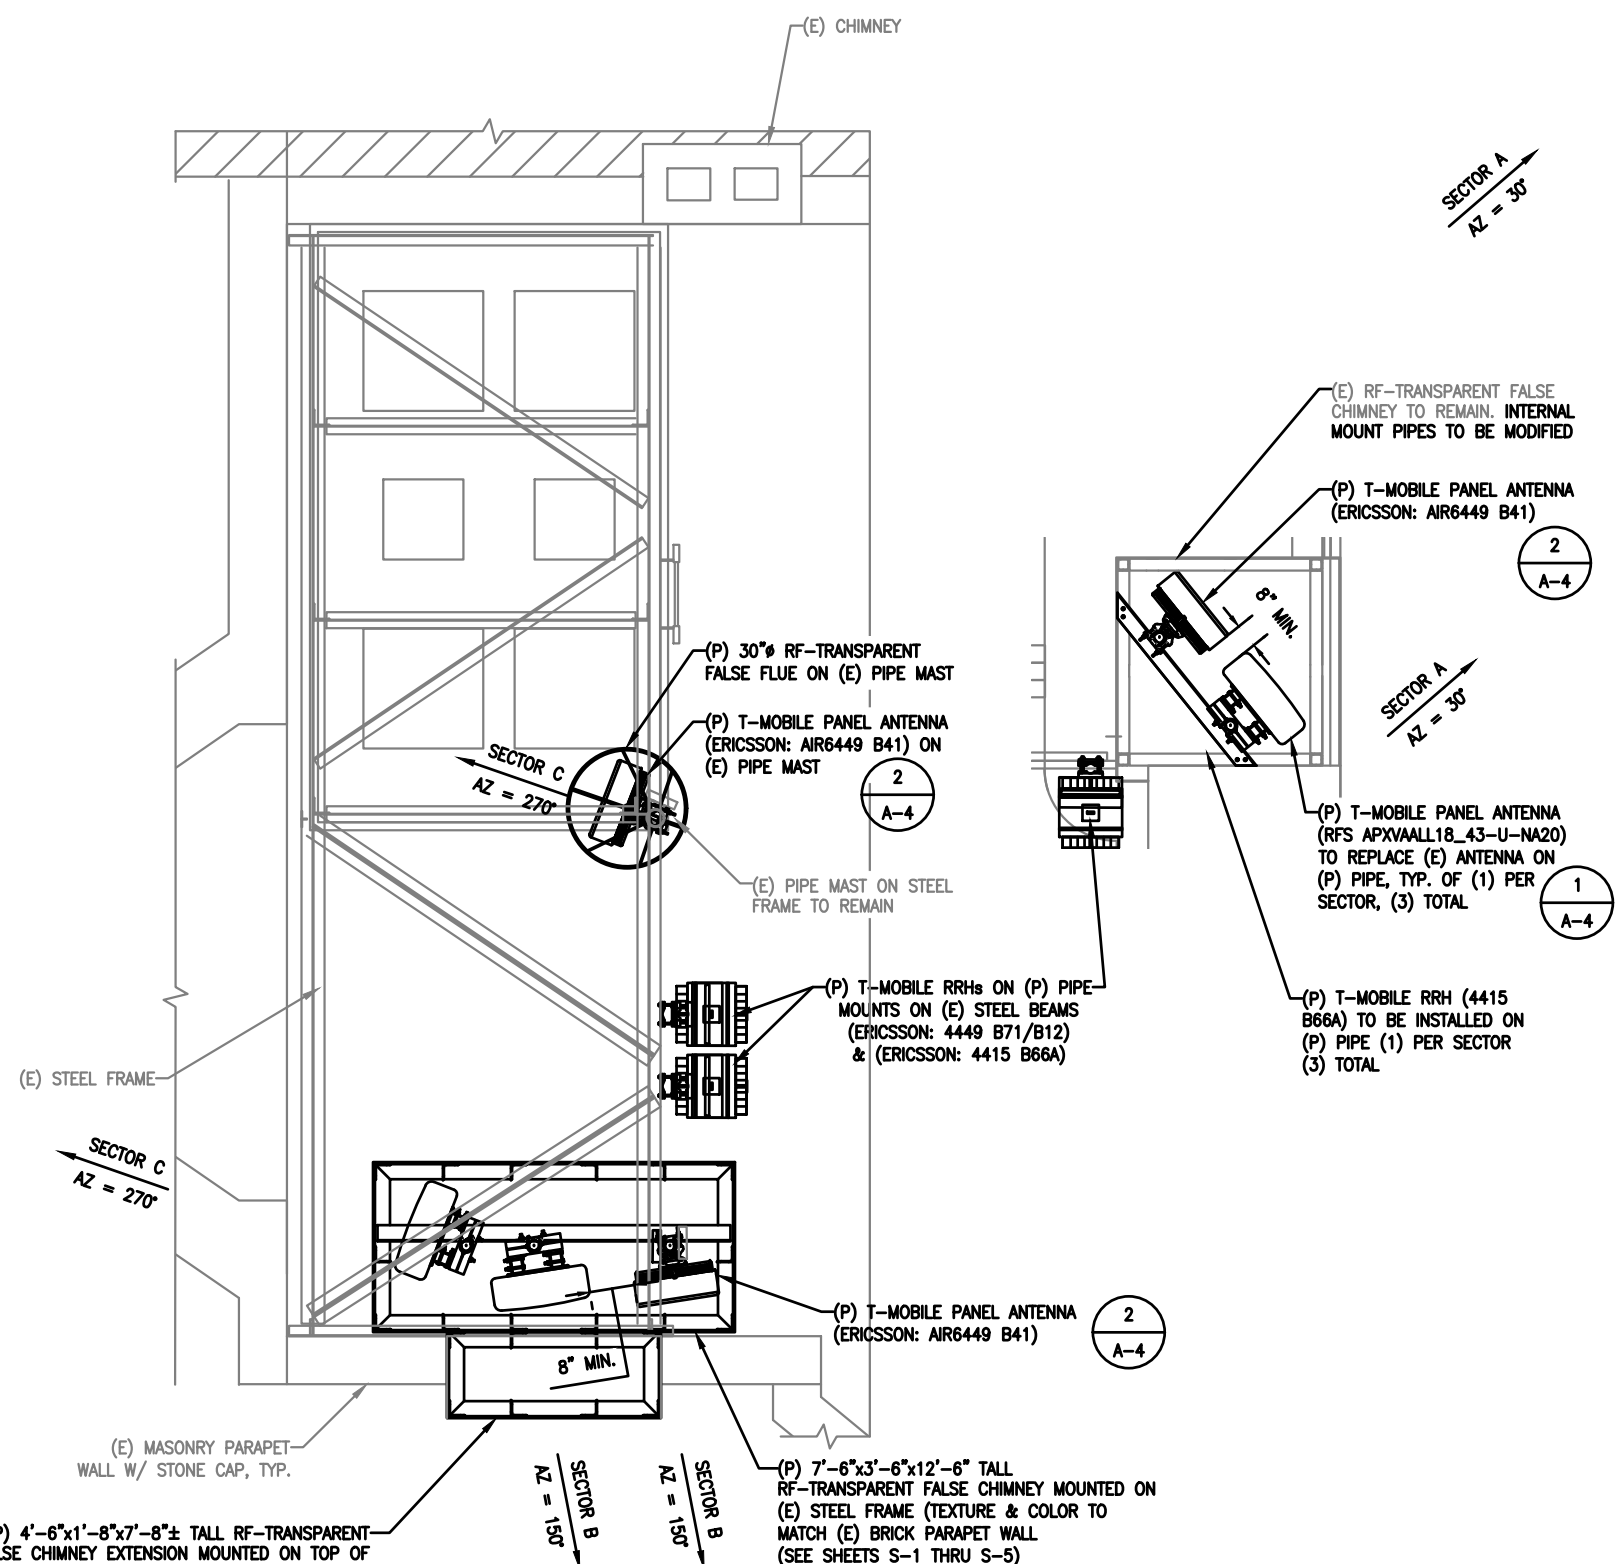 (E) CHIMNEY
SECTOR A
AZ = 30°
(E) RF-TRANSPARENT FALSE
CHIMNEY TO REMAIN. INTERNAL
MOUNT PIPES TO BE MODIFIED
(P) T-MOBILE PANEL ANTENNA
(ERICSSON: AIR6449 B41)
2
A-4
8" MIN.
(P) 30"ø RF-TRANSPARENT
FALSE FLUE ON (E) PIPE MAST
(P) T-MOBILE PANEL ANTENNA
(ERICSSON: AIR6449 B41) ON
(E) PIPE MAST
2
A-4
SECTOR C
AZ = 270°
SECTOR A
AZ = 30°
(P) T-MOBILE PANEL ANTENNA
(RFS APXVAALL18_43-U-NA20)
TO REPLACE (E) ANTENNA ON
(P) PIPE, TYP. OF (1) PER
SECTOR, (3) TOTAL
1
A-4
(E) PIPE MAST ON STEEL
FRAME TO REMAIN
(P) T-MOBILE RRHs ON (P) PIPE
MOUNTS ON (E) STEEL BEAMS
(ERICSSON: 4449 B71/B12)
& (ERICSSON: 4415 B66A)
(P) T-MOBILE RRH (4415
B66A) TO BE INSTALLED ON
(P) PIPE (1) PER SECTOR
(3) TOTAL
(E) STEEL FRAME
SECTOR C
AZ = 270°
(P) T-MOBILE PANEL ANTENNA
(ERICSSON: AIR6449 B41)
2
A-4
8" MIN.
(E) MASONRY PARAPET
WALL W/ STONE CAP, TYP.
SECTOR B
AZ = 150°
SECTOR B
AZ = 150°
(P) 7'-6"x3'-6"x12'-6" TALL
RF-TRANSPARENT FALSE CHIMNEY MOUNTED ON
(E) STEEL FRAME (TEXTURE & COLOR TO
MATCH (E) BRICK PARAPET WALL
(SEE SHEETS S-1 THRU S-5)
P) 4'-6"x1'-8"x7'-8"± TALL RF-TRANSPARENT
LSE CHIMNEY EXTENSION MOUNTED ON TOP OF